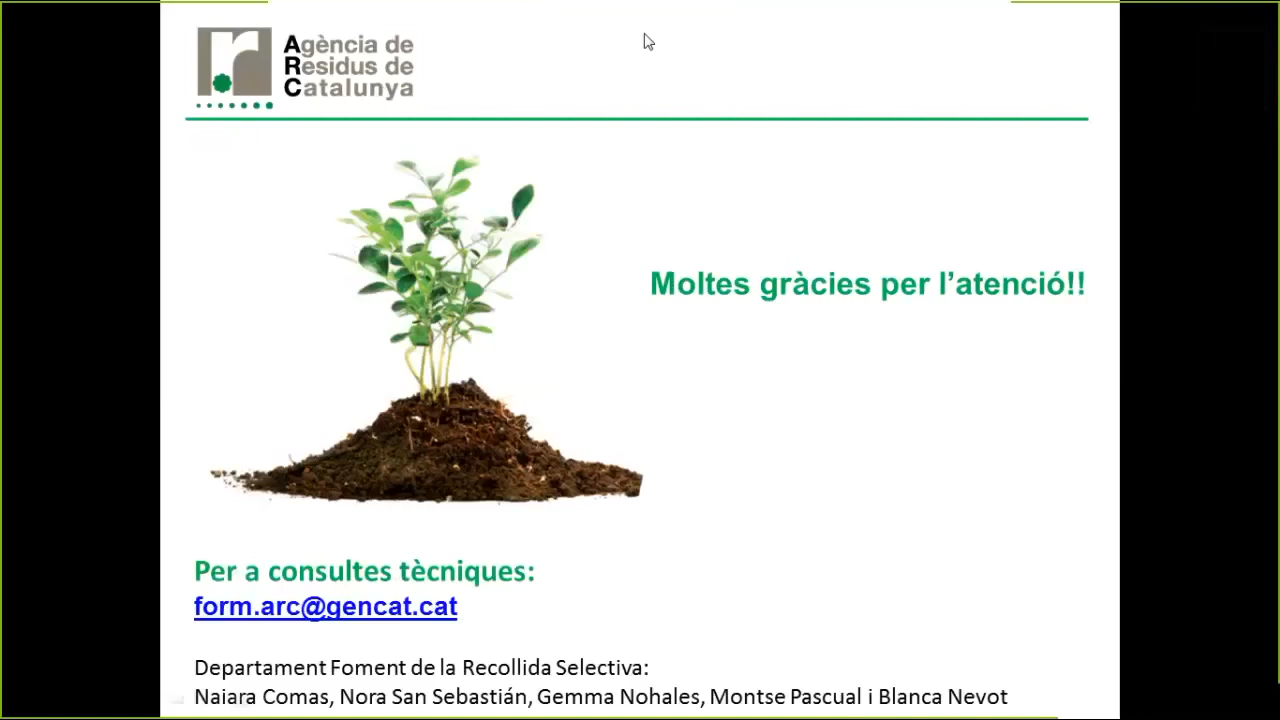 Agència de
Residus de
Catalunya
Moltes gràcies per l’atenció!!
Per a consultes tècniques:
form.arc@gencat.cat
Departament Foment de la Recollida Selectiva:
Naiara Comas, Nora San Sebastián, Gemma Nohales, Montse Pascual i Blanca Nevot